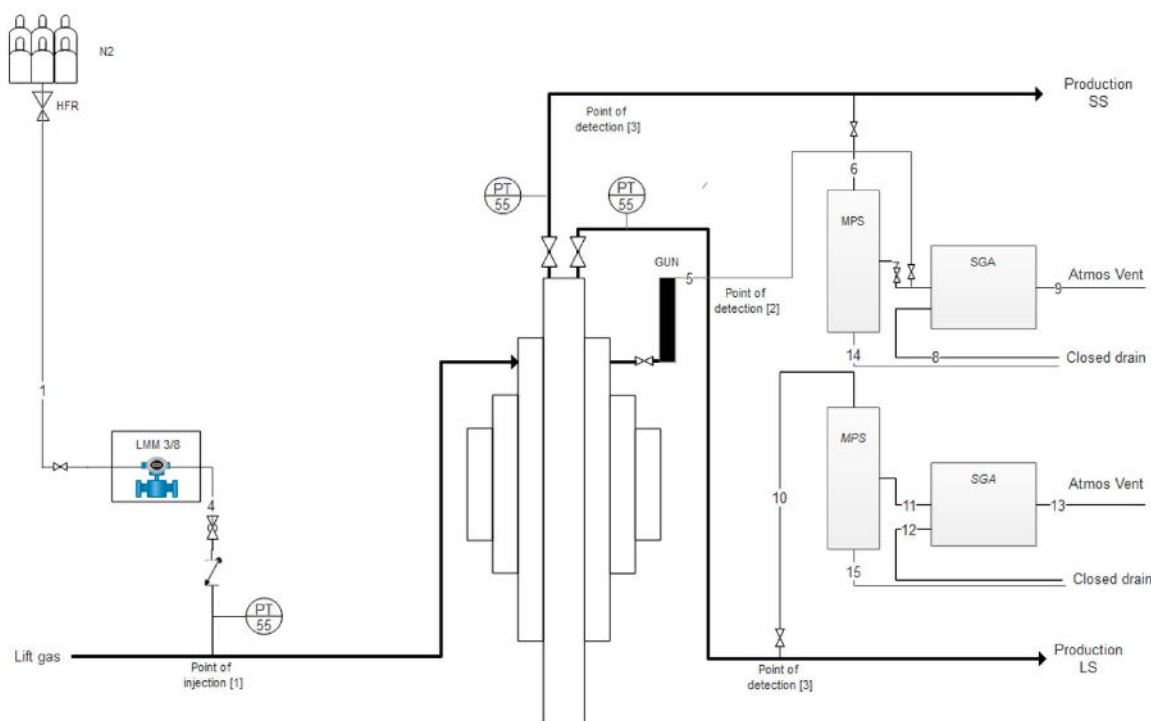 N2
HFR
Production
SS
Point of
detection [3]
PT
55
PT
55
6
MPS
SGA
GUN
5
Point of
detection [2]
Atmos Vent
9
14
8
Closed drain
1
LMM 3/8
4
MPS
SGA
Atmos Vent
10
11
12
13
15
Closed drain
PT
55
Lift gas
Point of
injection [1]
Point of
detection [3]
Production
LS